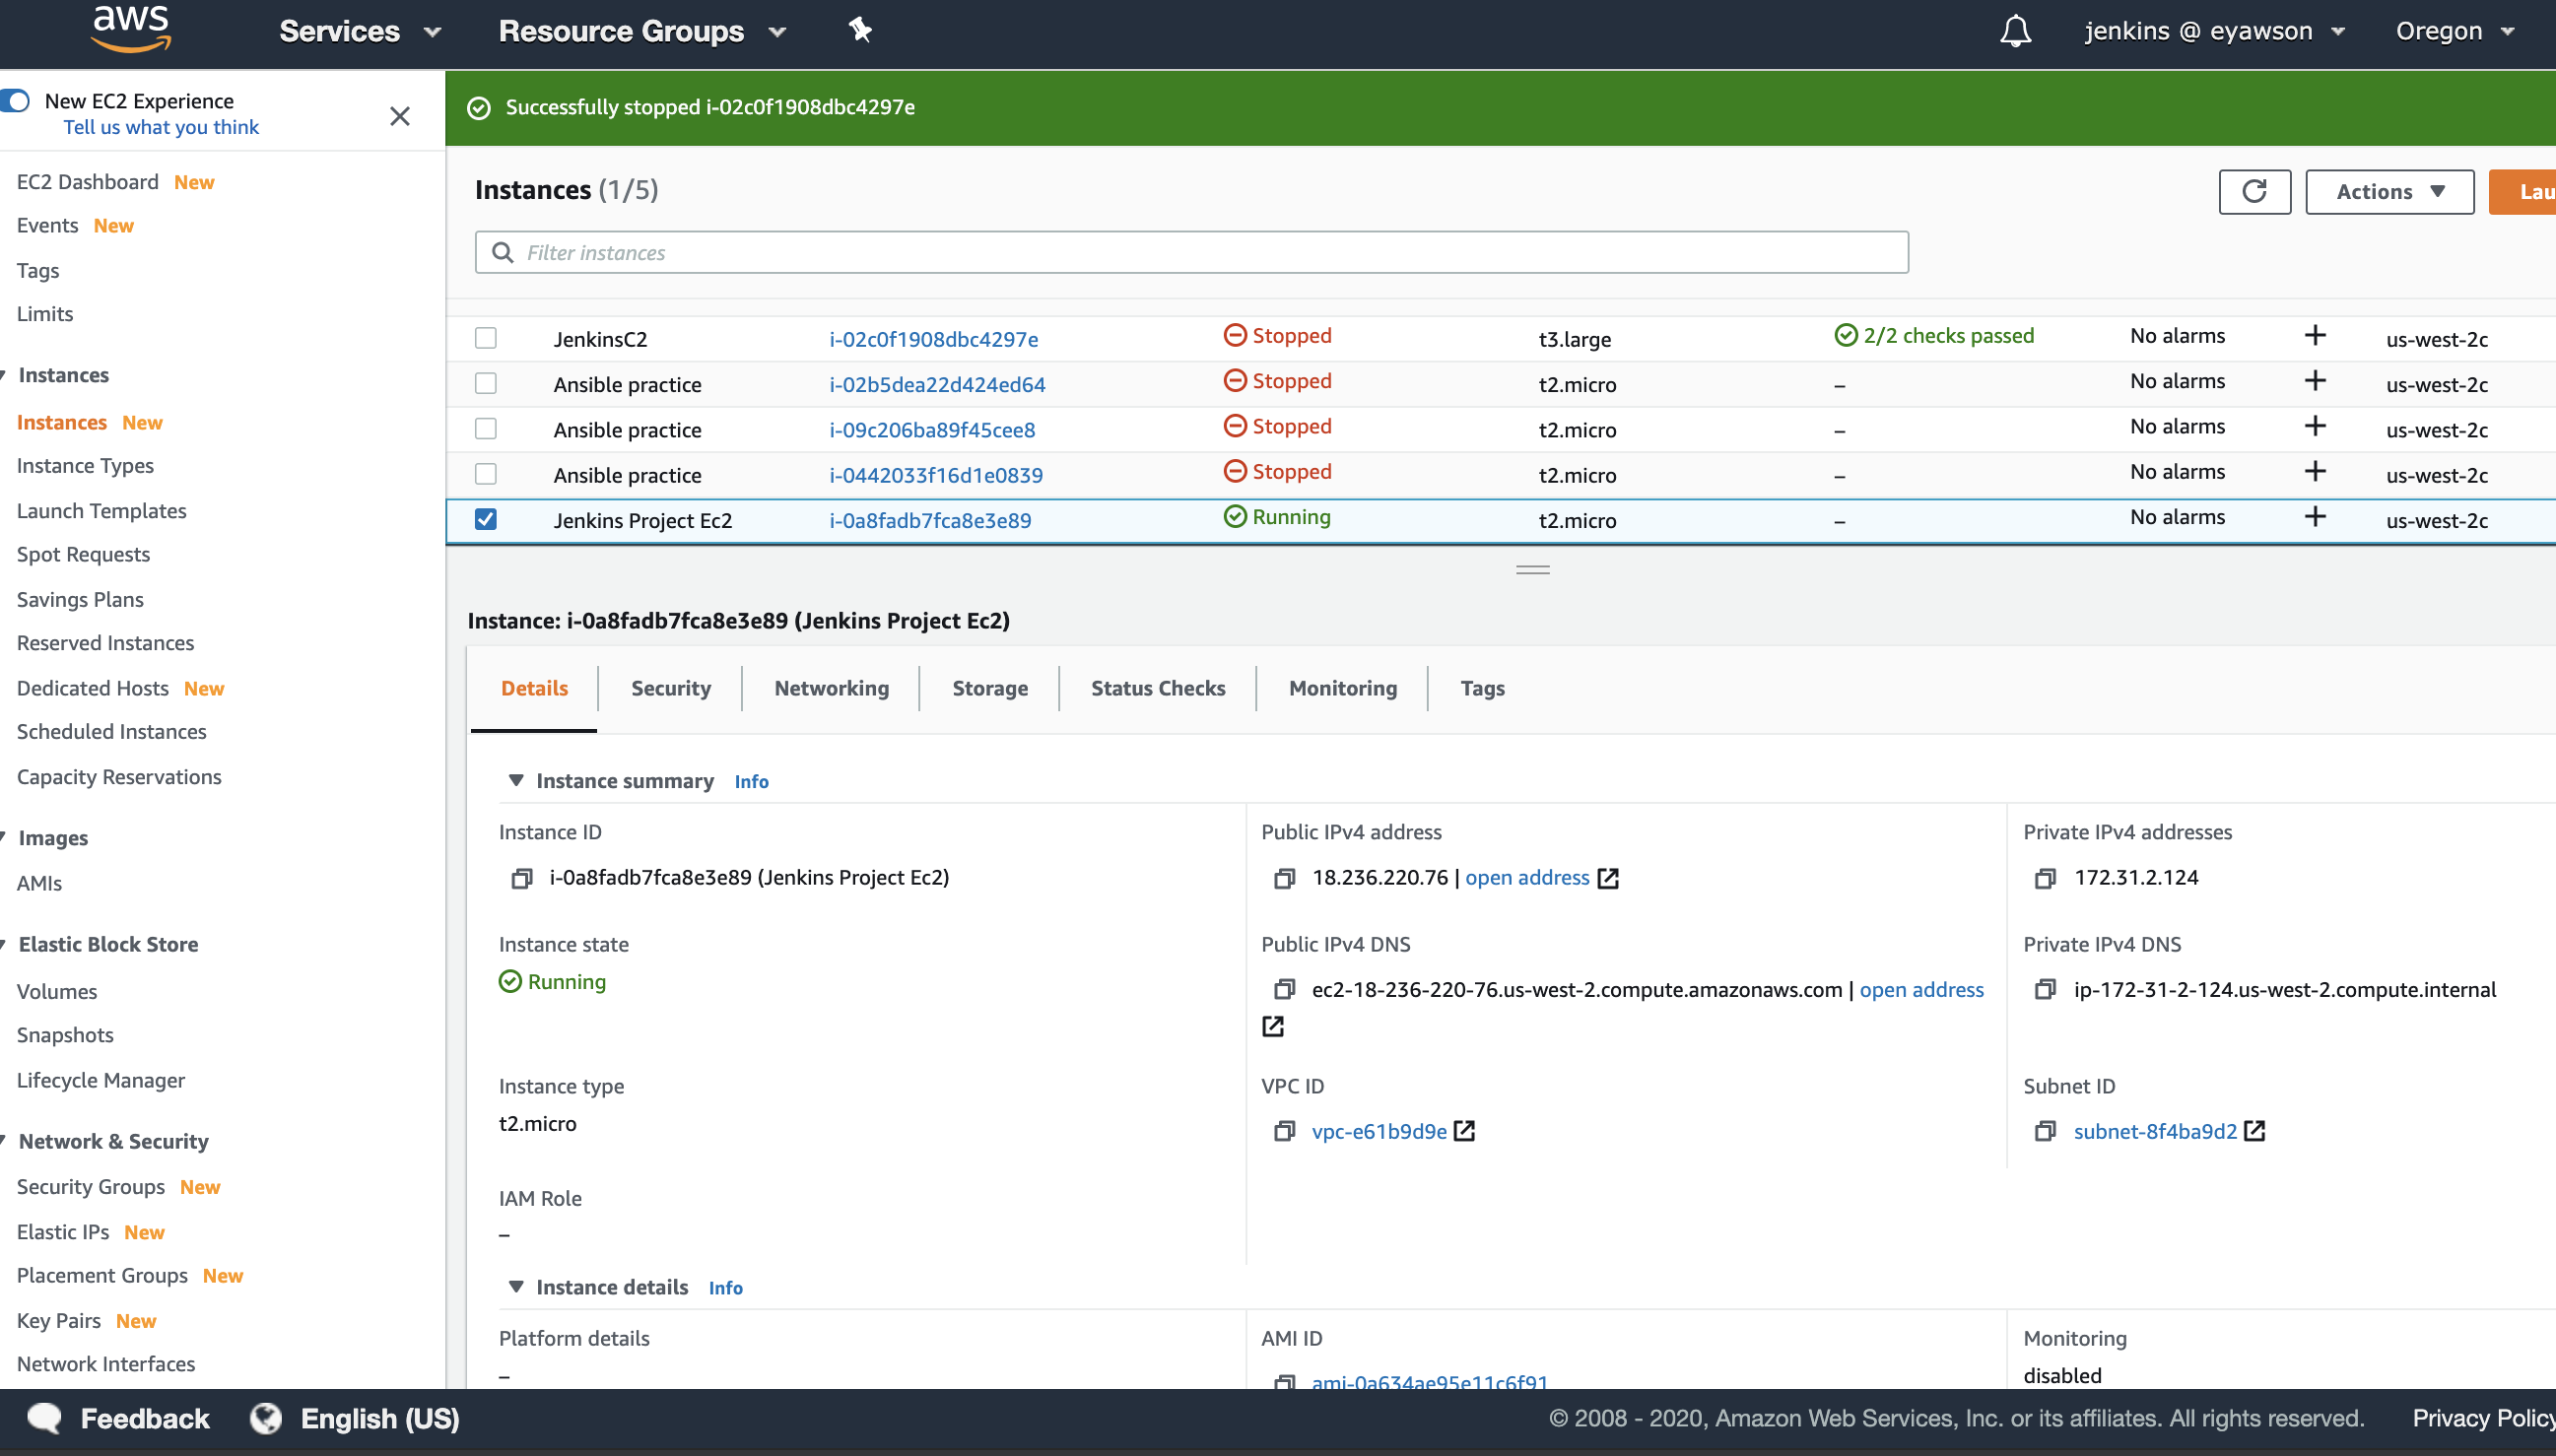 aws Services Resource Groups jenkins @ eyawson Oregon
New EC2 Experience
Tell us what you think
EC2 Dashboard New
Events New
Tags
Limits
Instances
Instances New
Instance Types
Launch Templates
Spot Requests
Savings Plans
Reserved Instances
Dedicated Hosts New
Scheduled Instances
Capacity Reservations
Images
AMIs
Elastic Block Store
Volumes
Snapshots
Lifecycle Manager
Network & Security
Security Groups New
Elastic IPs New
Placement Groups New
Key Pairs New
Network Interfaces
Successfully stopped i-02c0f1908dbc4297e
Instances (1/5)
Actions Lau
Filter instances
JenkinsC2 i-02c0f1908dbc4297e Stopped t3.large 2/2 checks passed No alarms + us-west-2c
Ansible practice i-02b5dea22d424ed64 Stopped t2.micro – No alarms + us-west-2c
Ansible practice i-09c206ba89f45cee8 Stopped t2.micro – No alarms + us-west-2c
Ansible practice i-0442033f16d1e0839 Stopped t2.micro – No alarms + us-west-2c
Jenkins Project Ec2 i-0a8fadb7fca8e3e89 Running t2.micro – No alarms + us-west-2c
Instance: i-0a8fadb7fca8e3e89 (Jenkins Project Ec2)
Details Security Networking Storage Status Checks Monitoring Tags
Instance summary Info
Instance ID
i-0a8fadb7fca8e3e89 (Jenkins Project Ec2)
Public IPv4 address
18.236.220.76 | open address
Private IPv4 addresses
172.31.2.124
Instance state
Running
Public IPv4 DNS
ec2-18-236-220-76.us-west-2.compute.amazonaws.com | open address
Private IPv4 DNS
ip-172-31-2-124.us-west-2.compute.internal
Instance type
t2.micro
VPC ID
vpc-e61b9d9e
Subnet ID
subnet-8f4ba9d2
IAM Role
–
Instance details Info
Platform details
–
AMI ID
ami-0a634ae95e11c6f91
Monitoring
disabled
Feedback English (US) © 2008 - 2020, Amazon Web Services, Inc. or its affiliates. All rights reserved. Privacy Policy